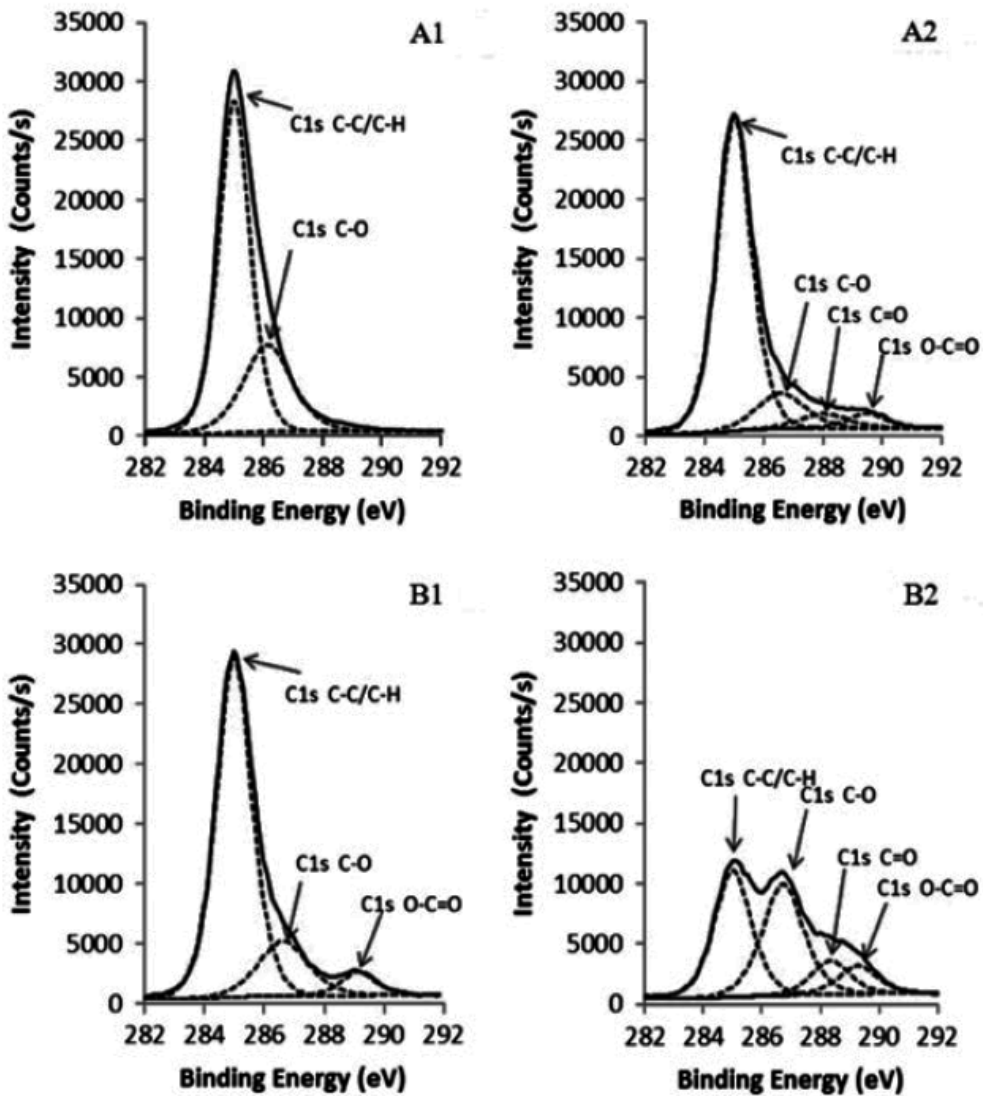 A1
35000
30000
25000
20000
15000
10000
5000
0
Intensity (Counts/s)
C1s C-C/C-H
C1s C-O
282 284 286 288 290 292
Binding Energy (eV)
A2
35000
30000
25000
20000
15000
10000
5000
0
Intensity (Counts/s)
C1s C-C/C-H
C1s C-O
C1s C=O
C1s O-C=O
282 284 286 288 290 292
Binding Energy (eV)
B1
35000
30000
25000
20000
15000
10000
5000
0
Intensity (Counts/s)
C1s C-C/C-H
C1s C-O
C1s O-C=O
282 284 286 288 290 292
Binding Energy (eV)
B2
35000
30000
25000
20000
15000
10000
5000
0
Intensity (Counts/s)
C1s C-C/C-H
C1s C-O
C1s C=O
C1s O-C=O
282 284 286 288 290 292
Binding Energy (eV)